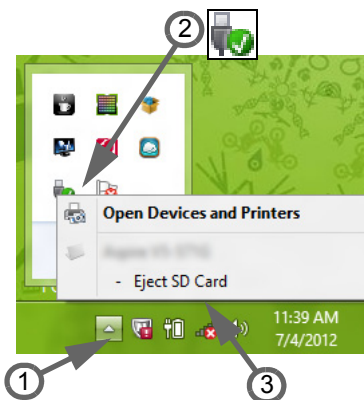 2
Open Devices and Printers
- Eject SD Card
11:39 AM
7/4/2012
1
3